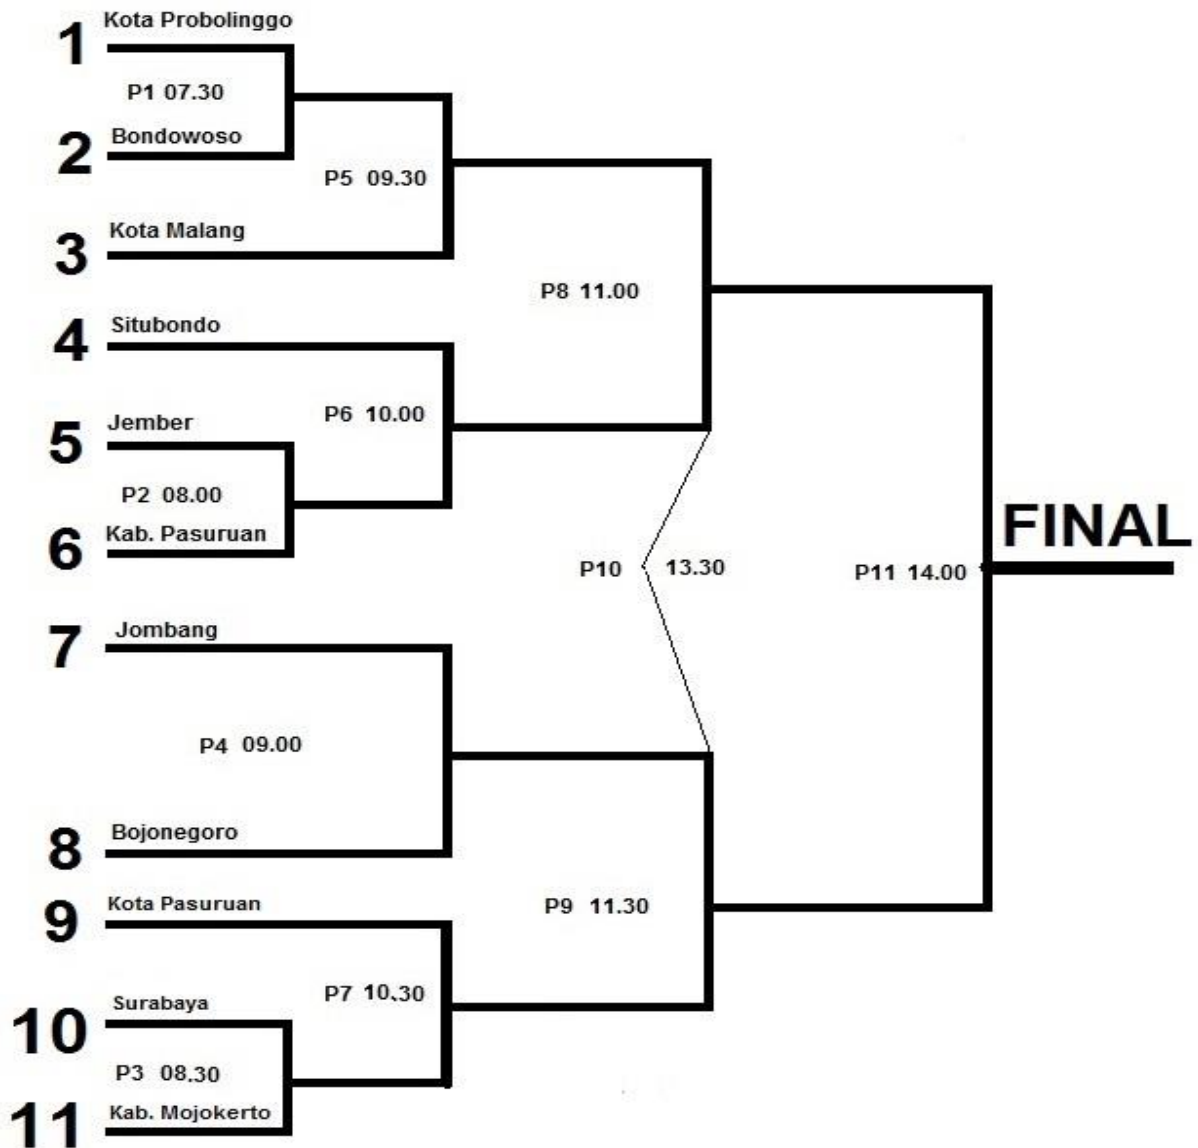 Kota Probolinggo
1
P1 07.30
Bondowoso
2
P5 09.30
Kota Malang
3
P8 11.00
Situbondo
4
P6 10.00
Jember
5
P2 08.00
Kab. Pasuruan
6
FINAL
P10 13.30
P11 14.00
Jombang
7
P4 09.00
Bojonegoro
8
Kota Pasuruan
9
P9 11.30
P7 10.30
Surabaya
10
P3 08.30
Kab. Mojokerto
11